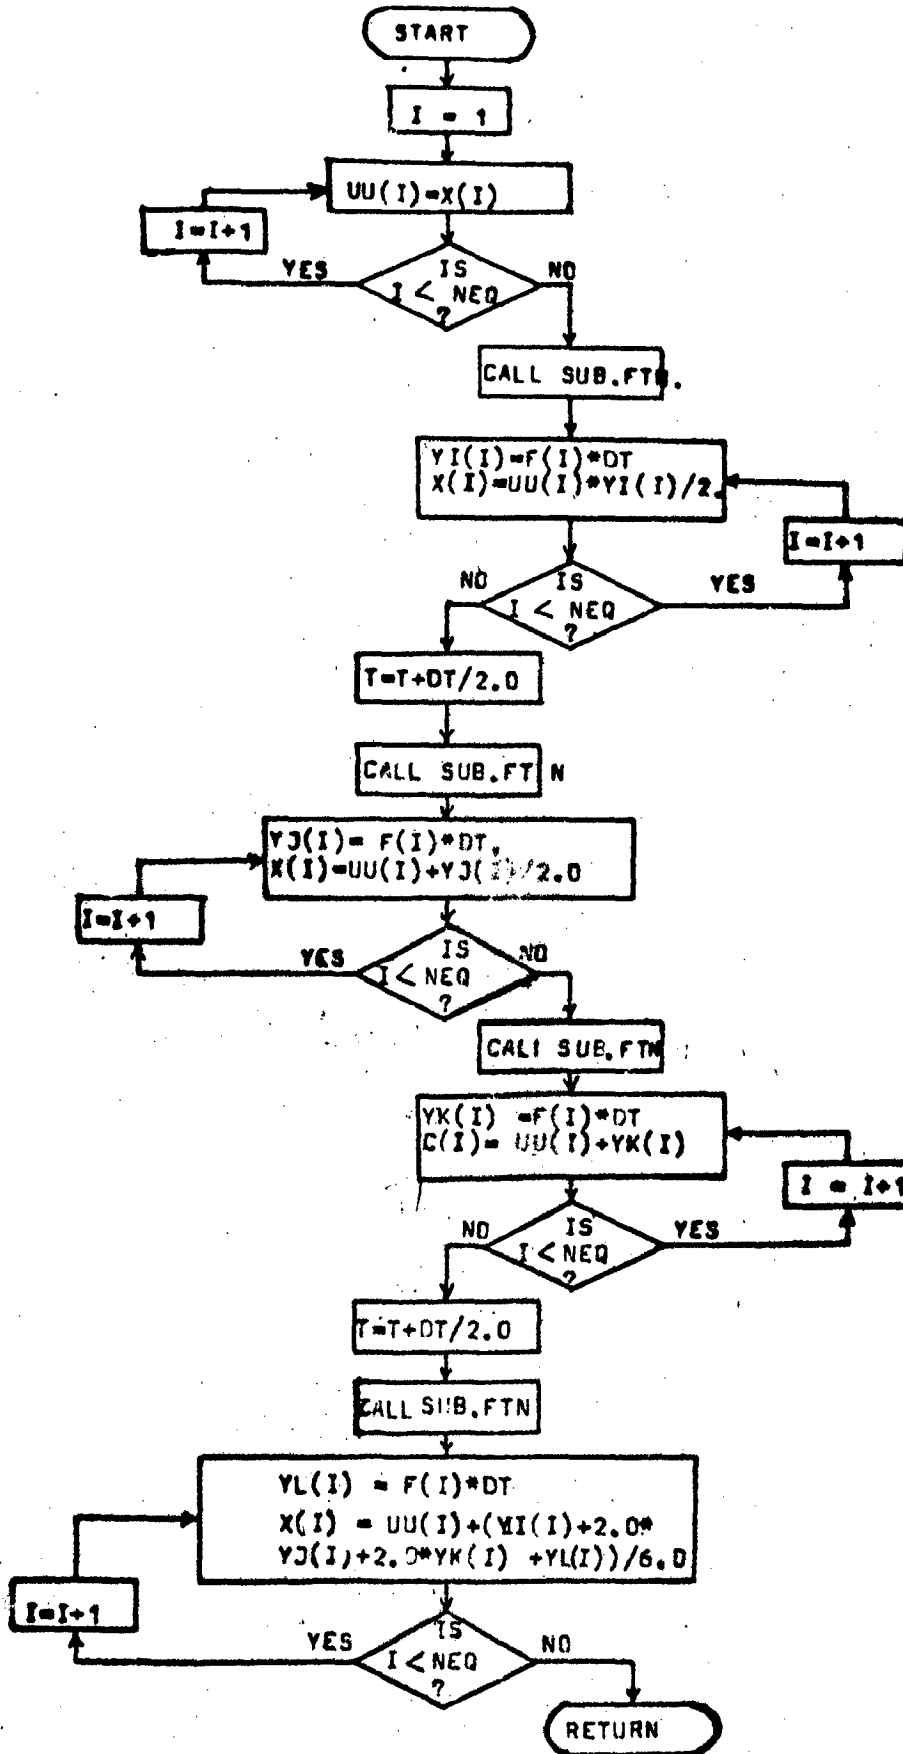 START
I = 1
UU(I)=X(I)
I=I+1
YES
IS
I < NEQ
?
NO
CALL SUB.FTN.
YI(I)=F(I)*DT
X(I)=UU(I)*YI(I)/2.
I=I+1
NO
IS
I < NEQ
?
YES
T=T+DT/2.0
CALL SUB.FTN
YJ(I)= F(I)*DT,
X(I)=UU(I)+YJ(I)/2.0
I=I+1
YES
IS
I < NEQ
?
NO
CALL SUB.FTN
YK(I) =F(I)*DT
C(I)= UU(I)+YK(I)
I = I+1
NO
IS
I < NEQ
?
YES
T=T+DT/2.0
CALL SUB.FTN
YL(I) = F(I)*DT
X(I) = UU(I)+(YI(I)+2.0*
YJ(I)+2.0*YK(I) +YL(I))/6.0
I=I+1
YES
IS
I < NEQ
?
NO
RETURN